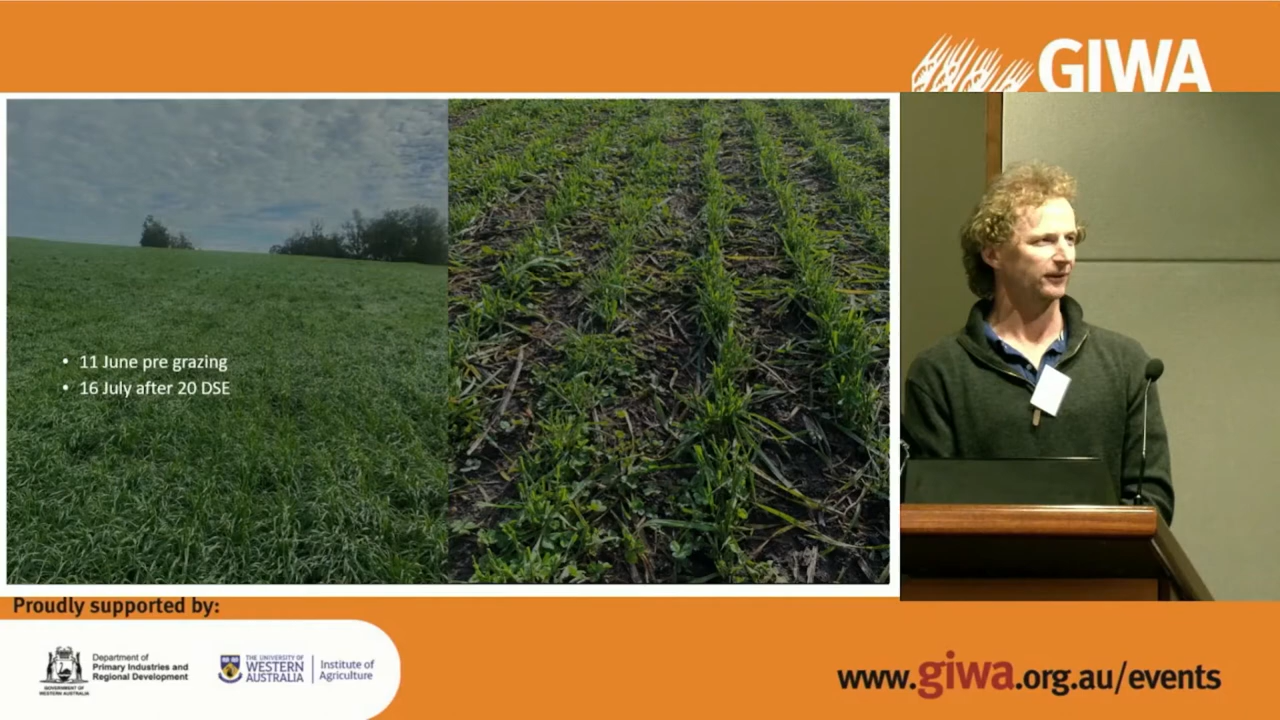 GIWA
• 11 June pre grazing
• 16 July after 20 DSE
Proudly supported by:
Department of
Primary Industries and
Regional Development
GOVERNMENT OF
WESTERN AUSTRALIA
THE UNIVERSITY OF
WESTERN
AUSTRALIA
Institute of
Agriculture
www.giwa.org.au/events